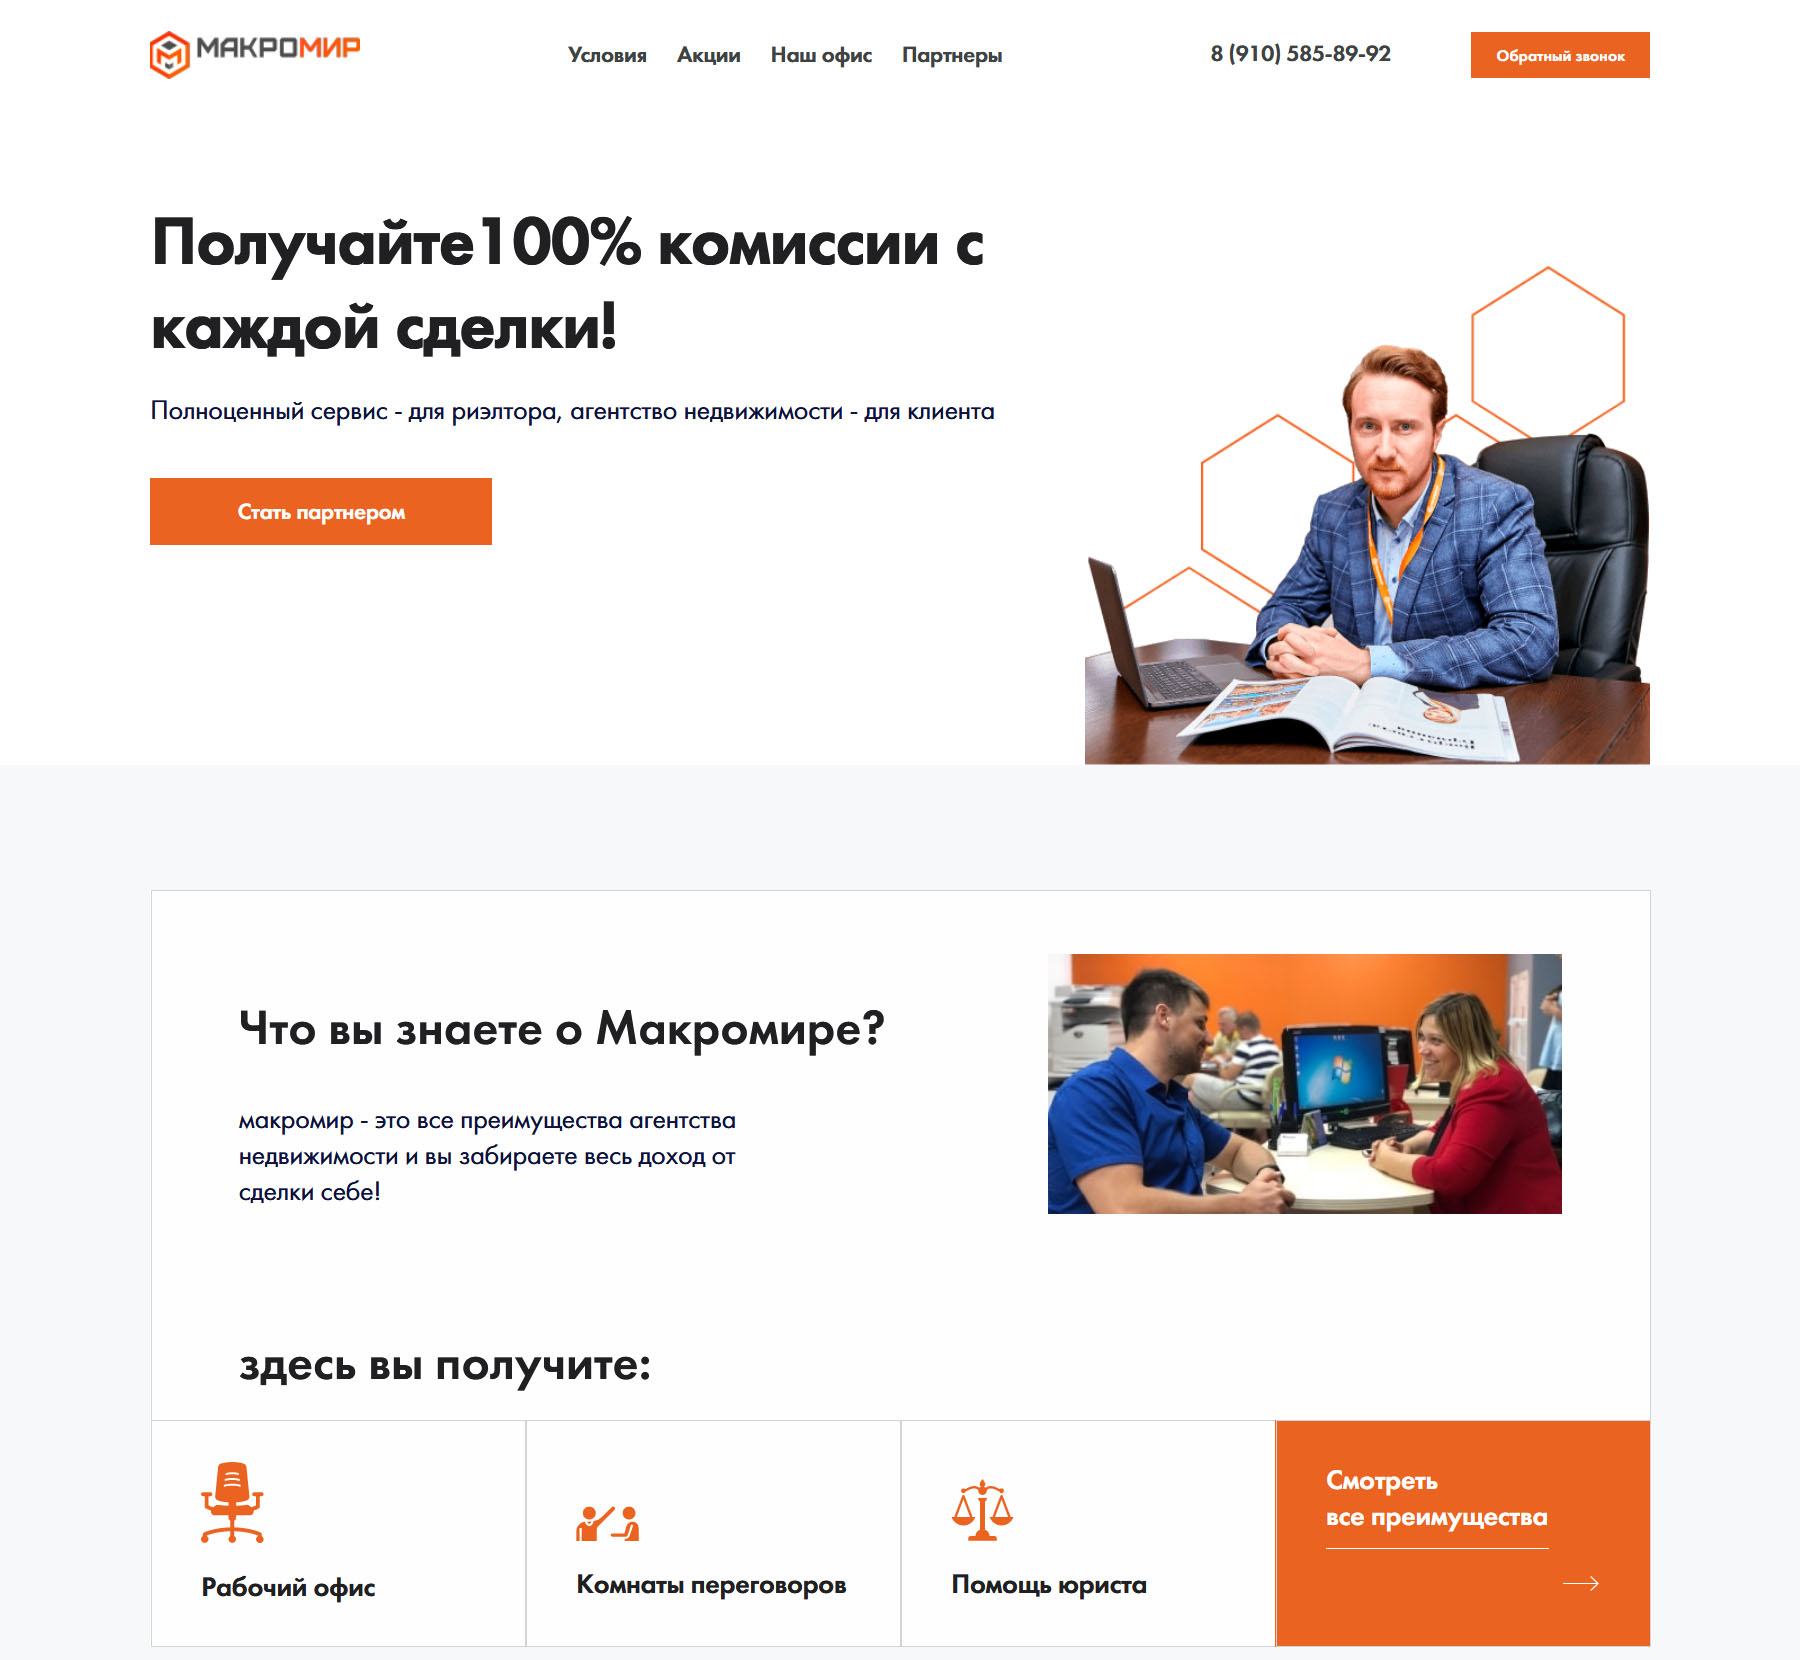 МАКРОМИР
Условия Акции Наш офис Партнеры
8 (910) 585-89-92
Обратный звонок
Получайте100% комиссии с
каждой сделки!
Полноценный сервис - для риэлтора, агентство недвижимости - для клиента
Стать партнером
Что вы знаете о Макромире?
макромир - это все преимущества агентства
недвижимости и вы забираете весь доход от
сделки себе!
здесь вы получите:
Рабочий офис
Комнаты переговоров
Помощь юриста
Смотреть
все преимущества